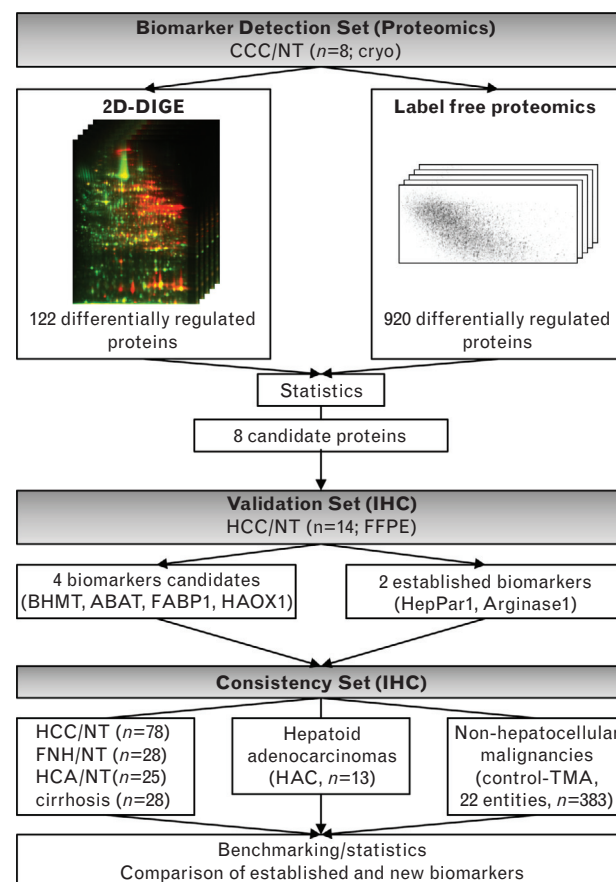 Biomarker Detection Set (Proteomics)
CCC/NT (n=8; cryo)
2D-DIGE
122 differentially regulated
proteins
Label free proteomics
920 differentially regulated
proteins
Statistics
8 candidate proteins
Validation Set (IHC)
HCC/NT (n=14; FFPE)
4 biomarkers candidates
(BHMT, ABAT, FABP1, HAOX1)
2 established biomarkers
(HepPar1, Arginase1)
Consistency Set (IHC)
HCC/NT (n=78)
FNH/NT (n=28)
HCA/NT(n=25)
cirrhosis (n=28)
Hepatoid
adenocarcinomas
(HAC, n=13)
Non-hepatocellular
malignancies
(control-TMA,
22 entities, n=383)
Benchmarking/statistics
Comparison of established and new biomarkers